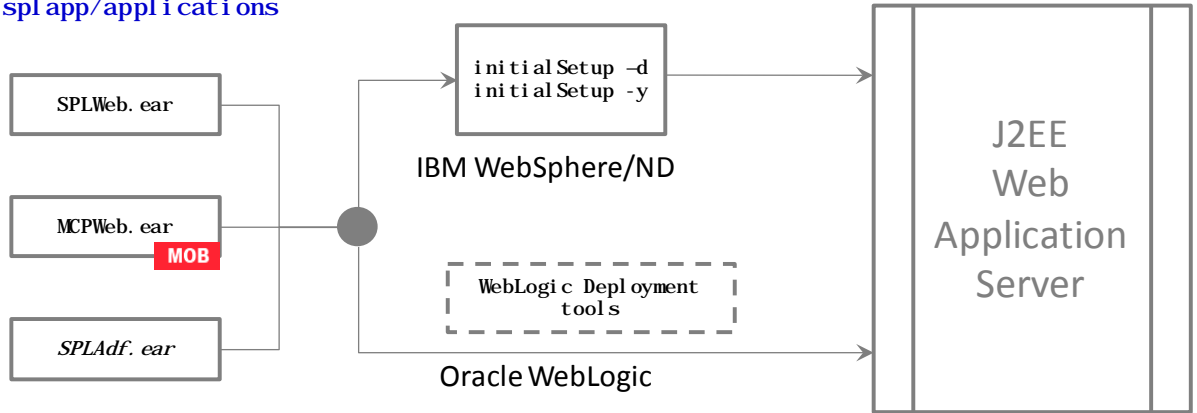 splapp/applications
SPLWeb.ear
MCPWeb.ear
MOB
SPLAdf.ear
initialSetup –d
initialSetup -y
IBM WebSphere/ND
WebLogic Deployment
tools
Oracle WebLogic
J2EE
Web
Application
Server